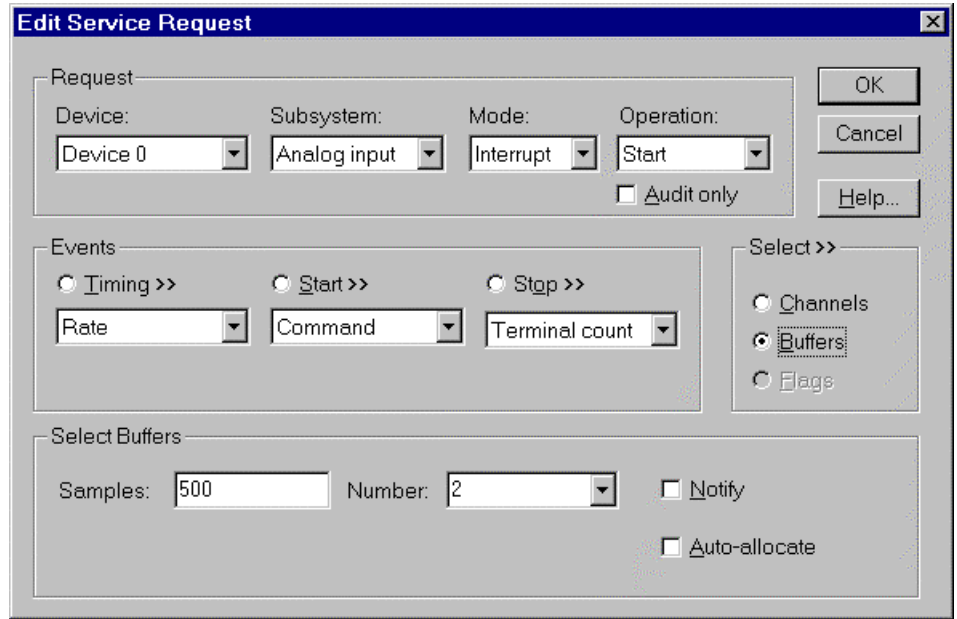 Edit Service Request
Request
OK
Device: Subsystem: Mode: Operation:
Device 0 Analog input Interrupt Start
Cancel
Audit only
Help...
Events
Select >>
Timing >> Start >> Stop >>
Channels
Rate Command Terminal count
Buffers
Flags
Select Buffers
Samples: 500 Number: 2 Notify
Auto-allocate